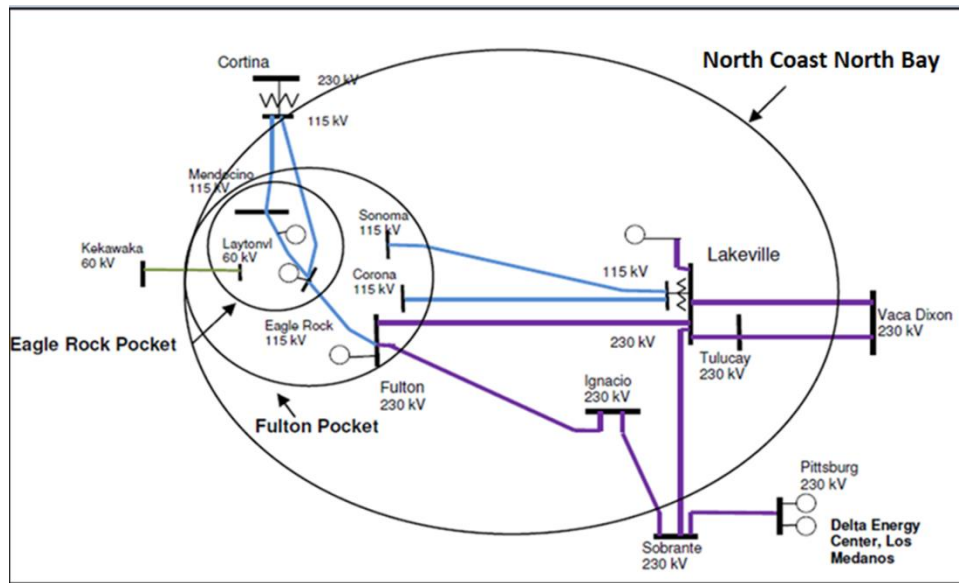 North Coast North Bay
Cortina
230 kV
115 kV
Mendocino
115 kV
Sonoma
115 kV
Laytonvl
60 kV
Kekawaka
60 kV
Lakeville
115 kV
Corona
115 kV
Eagle Rock
115 kV
Eagle Rock Pocket
230 kV
Vaca Dixon
230 kV
Tulucay
230 kV
Fulton
230 kV
Ignacio
230 kV
Fulton Pocket
Pittsburg
230 kV
Delta Energy
Center, Los
Medanos
Sobrante
230 kV